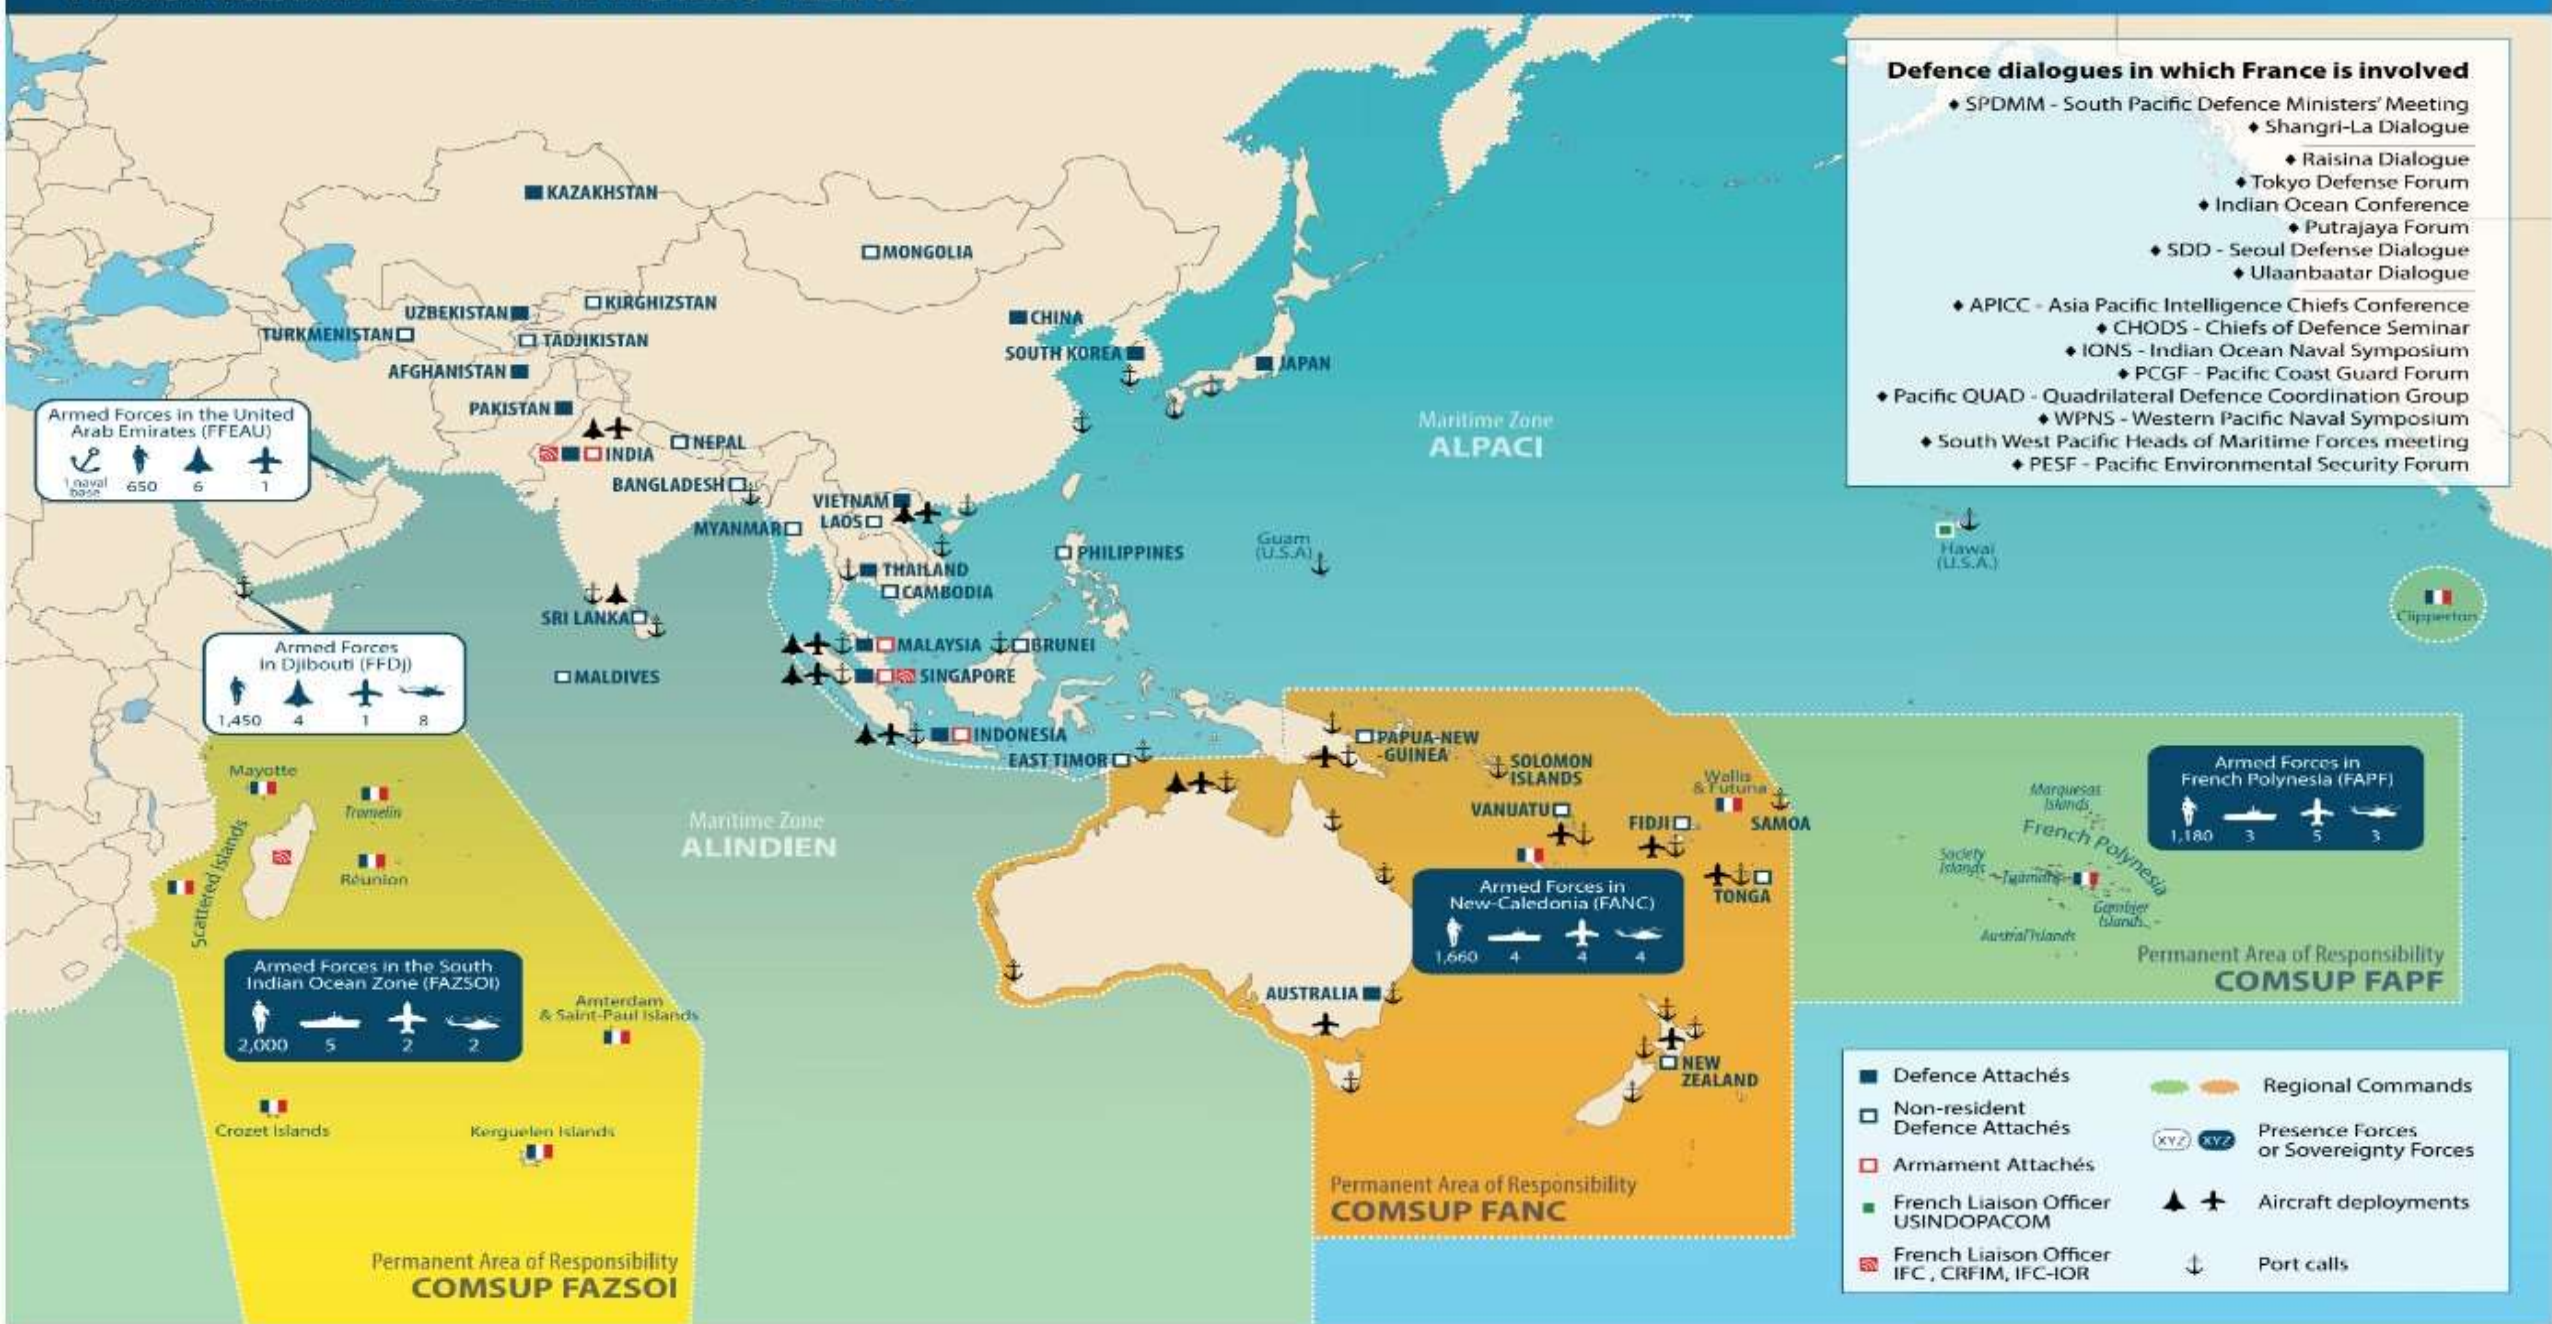 Defence dialogues in which France is involved
♦ SPDMM - South Pacific Defence Ministers' Meeting
♦ Shangri-La Dialogue
♦ Raisina Dialogue
♦ Tokyo Defense Forum
♦ Indian Ocean Conference
♦ Putrajaya Forum
♦ SDD - Seoul Defense Dialogue
♦ Ulaanbaatar Dialogue
♦ APICC - Asia Pacific Intelligence Chiefs Conference
♦ CHODS - Chiefs of Defence Seminar
♦ IONS - Indian Ocean Naval Symposium
♦ PCGF - Pacific Coast Guard Forum
♦ Pacific QUAD - Quadrilateral Defence Coordination Group
♦ WPNS - Western Pacific Naval Symposium
♦ South West Pacific Heads of Maritime Forces meeting
♦ PESF - Pacific Environmental Security Forum
KAZAKHSTAN
MONGOLIA
KIRGHIZSTAN
UZBEKISTAN
TURKMENISTAN
TADJIKISTAN
AFGHANISTAN
PAKISTAN
CHINA
SOUTH KOREA
JAPAN
Armed Forces in the United
Arab Emirates (FFEAU)
1 naval
base
650
6
1
NEPAL
INDIA
BANGLADESH
VIETNAM
LAOS
MYANMAR
THAILAND
CAMBODIA
PHILIPPINES
Maritime Zone
ALPACI
Guam
(U.S.A)
Hawai
(U.S.A.)
Clipperton
SRI LANKA
MALDIVES
MALAYSIA
BRUNEI
SINGAPORE
INDONESIA
EAST TIMOR
Armed Forces
in Djibouti (FFDj)
1,450
4
1
8
Mayotte
Tromelin
Réunion
Scattered Islands
Maritime Zone
ALINDIEN
Armed Forces in the South
Indian Ocean Zone (FAZSOI)
2,000
5
2
2
Amsterdam
& Saint-Paul Islands
Crozet Islands
Kerguelen Islands
Permanent Area of Responsibility
COMSUP FAZSOI
PAPUA-NEW
-GUINEA
SOLOMON
ISLANDS
VANUATU
FIDJI
Wallis
& Futuna
SAMOA
TONGA
Armed Forces in
New-Caledonia (FANC)
1,660
4
4
4
AUSTRALIA
NEW
ZEALAND
Permanent Area of Responsibility
COMSUP FANC
Armed Forces in
French Polynesia (FAPF)
1,180
3
5
3
Marquesas
Islands
French Polynesia
Society
Islands
Gambier
Islands
Austral Islands
Permanent Area of Responsibility
COMSUP FAPF
Defence Attachés
Non-resident
Defence Attachés
Armament Attachés
French Liaison Officer
USINDOPACOM
French Liaison Officer
IFC , CRFIM, IFC-IOR
Regional Commands
XYZ
XYZ
Presence Forces
or Sovereignty Forces
Aircraft deployments
Port calls